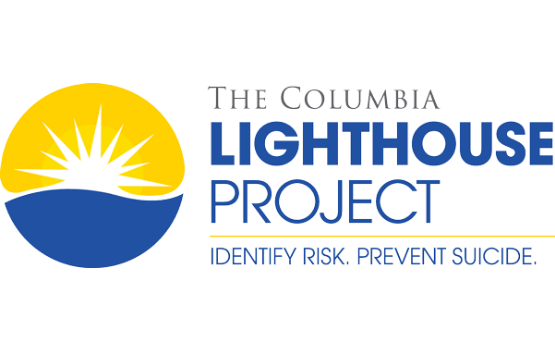 The Columbia
LIGHTHOUSE
PROJECT
IDENTIFY RISK. PREVENT SUICIDE.